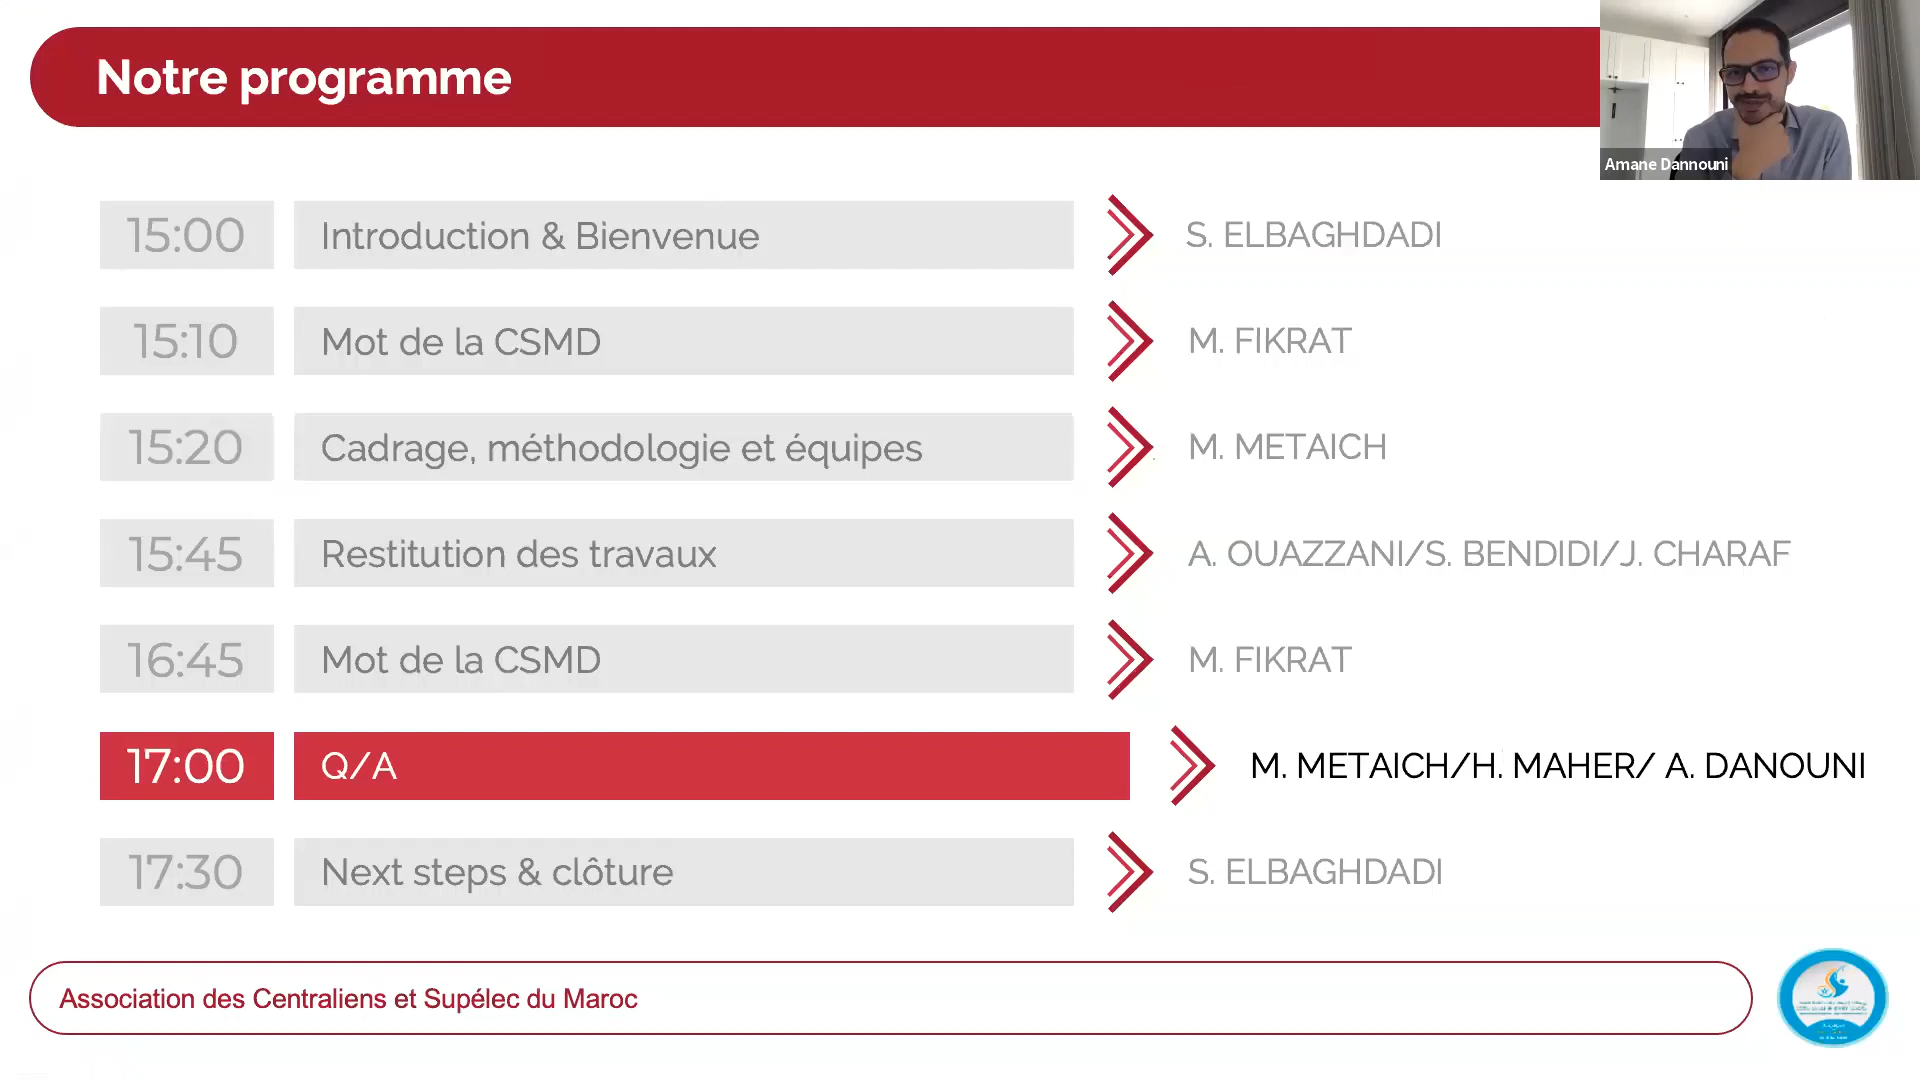 Notre programme
Amane Dannouni
15:00 Introduction & Bienvenue S. ELBAGHDADI
15:10 Mot de la CSMD M. FIKRAT
15:20 Cadrage, méthodologie et équipes M. METAICH
15:45 Restitution des travaux A. OUAZZANI/S. BENDIDI/J. CHARAF
16:45 Mot de la CSMD M. FIKRAT
17:00 Q/A M. METAICH/H. MAHER/ A. DANOUNI
17:30 Next steps & clôture S. ELBAGHDADI
Association des Centraliens et Supélec du Maroc